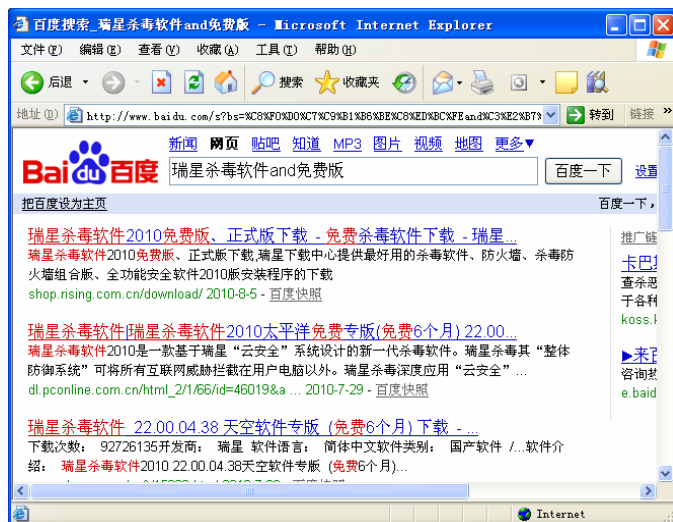 百度搜索_瑞星杀毒软件and免费版 - Microsoft Internet Explorer
文件(F) 编辑(E) 查看(V) 收藏(A) 工具(T) 帮助(H)
后退 搜索 收藏夹
地址(D) http://www.baidu.com/s?bs=%C8%F0%D0%C7%C9%B1%B6%BE%C8%ED%BC%FEand%C3%E2%B7% 转到 链接 »
新闻 网页 贴吧 知道 MP3 图片 视频 地图 更多▼
Bai du 百度 瑞星杀毒软件and免费版 百度一下 设置
把百度设为主页 百度一下，
瑞星杀毒软件2010免费版、正式版下载 - 免费杀毒软件下载 - 瑞星...
瑞星杀毒软件2010免费版、正式版下载,瑞星下载中心提供最好用的杀毒软件、防火墙、杀毒防
火墙组合版、全功能安全软件2010版安装程序的下载
shop.rising.com.cn/download/ 2010-8-5 - 百度快照
瑞星杀毒软件|瑞星杀毒软件2010太平洋免费专版(免费6个月) 22.00...
瑞星杀毒软件2010是一款基于瑞星“云安全”系统设计的新一代杀毒软件。瑞星杀毒其“整体
防御系统”可将所有互联网威胁拦截在用户电脑以外。瑞星杀毒深度应用“云安全”...
dl.pconline.com.cn/html_2/1/66/id=46019&a ... 2010-7-29 - 百度快照
瑞星杀毒软件 22.00.04.38 天空软件专版 (免费6个月) 下载 - ...
下载次数： 92726135开发商： 瑞星 软件语言： 简体中文软件类别： 国产软件 /...软件介
绍： 瑞星杀毒软件2010 22.00.04.38天空软件专版 (免费6个月)...
推广链
卡巴
查杀恶
于各种
koss.k
▶来百
咨询热
e.baid
Internet